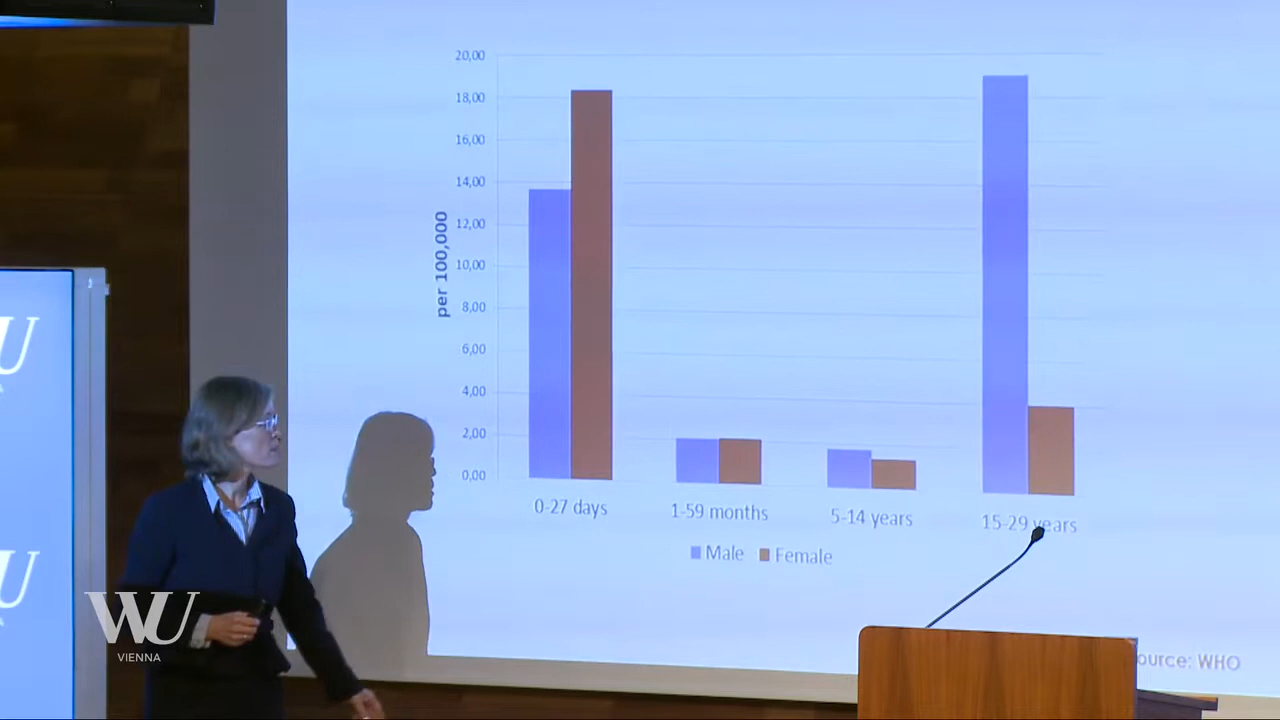 20,00
18,00
16,00
14,00
12,00
10,00
8,00
6,00
4,00
2,00
0,00
per 100,000
0-27 days
1-59 months
5-14 years
15-29 years
Male
Female
ource: WHO
WU
VIENNA
U
U